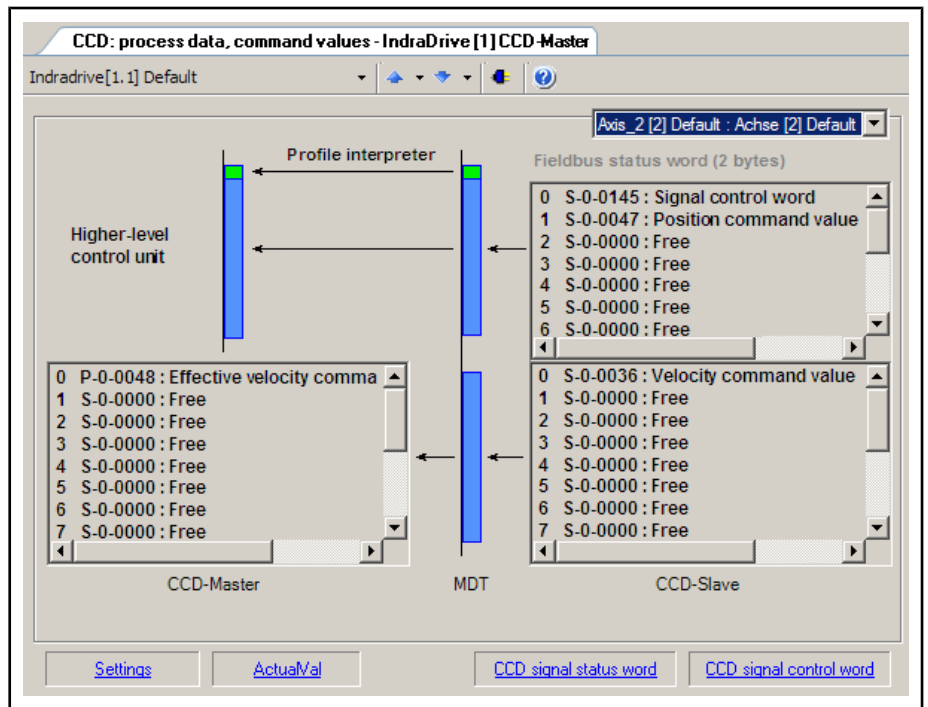 CCD: process data, command values - IndraDrive [1] CCD-Master
Indradrive[1.1] Default
Axis_2 [2] Default : Achse [2] Default
Profile interpreter
Fieldbus status word (2 bytes)
Higher-level
control unit
0 S-0-0145 : Signal control word
1 S-0-0047 : Position command value
2 S-0-0000 : Free
3 S-0-0000 : Free
4 S-0-0000 : Free
5 S-0-0000 : Free
6 S-0-0000 : Free
0 P-0-0048 : Effective velocity comma
1 S-0-0000 : Free
2 S-0-0000 : Free
3 S-0-0000 : Free
4 S-0-0000 : Free
5 S-0-0000 : Free
6 S-0-0000 : Free
7 S-0-0000 : Free
0 S-0-0036 : Velocity command value
1 S-0-0000 : Free
2 S-0-0000 : Free
3 S-0-0000 : Free
4 S-0-0000 : Free
5 S-0-0000 : Free
6 S-0-0000 : Free
7 S-0-0000 : Free
CCD-Master
MDT
CCD-Slave
Settings
ActualVal
CCD signal status word
CCD signal control word